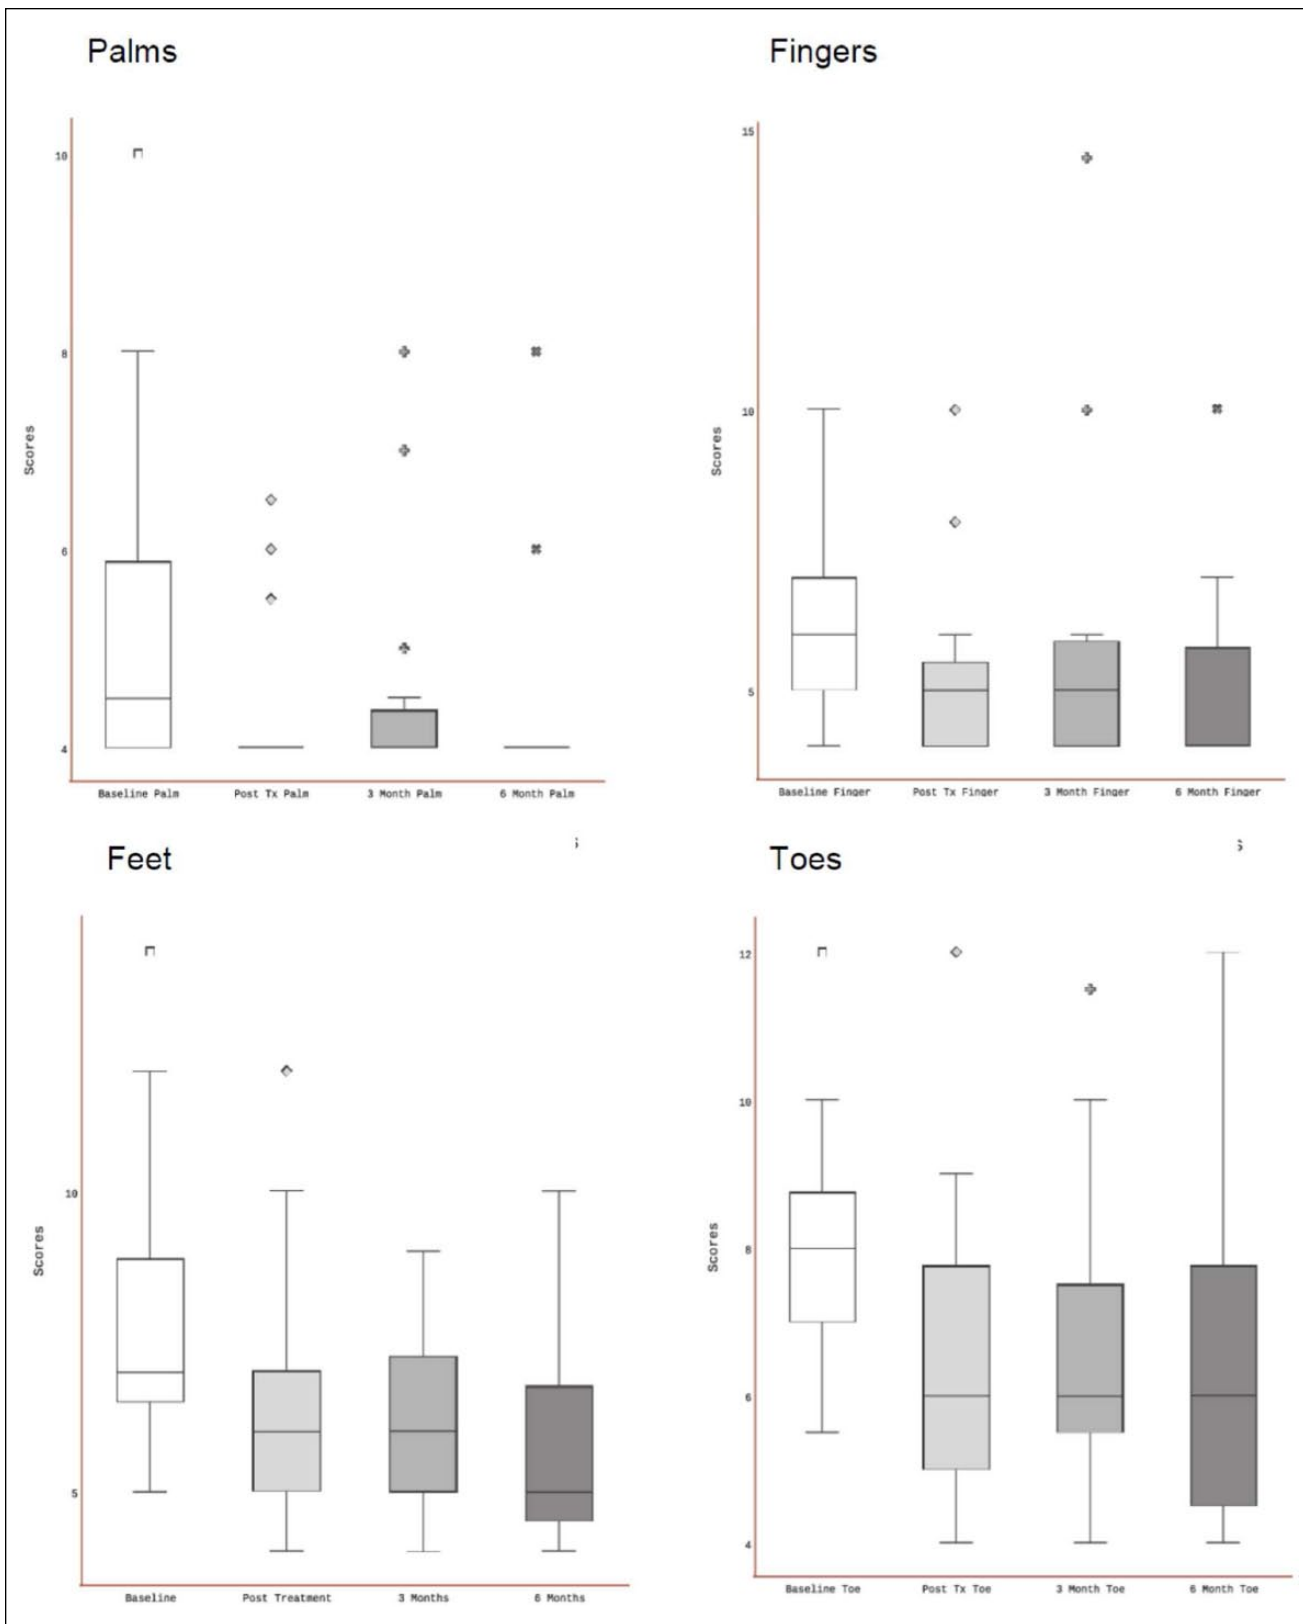 Palms
Fingers
10
8
6
4
Scores
Baseline Palm Post Tx Palm 3 Month Palm 6 Month Palm
15
10
5
Scores
Baseline Finger Post Tx Finger 3 Month Finger 6 Month Finger
Feet
Toes
10
5
Scores
Baseline Post Treatment 3 Months 6 Months
12
10
8
6
4
Scores
Baseline Toe Post Tx Toe 3 Month Toe 6 Month Toe